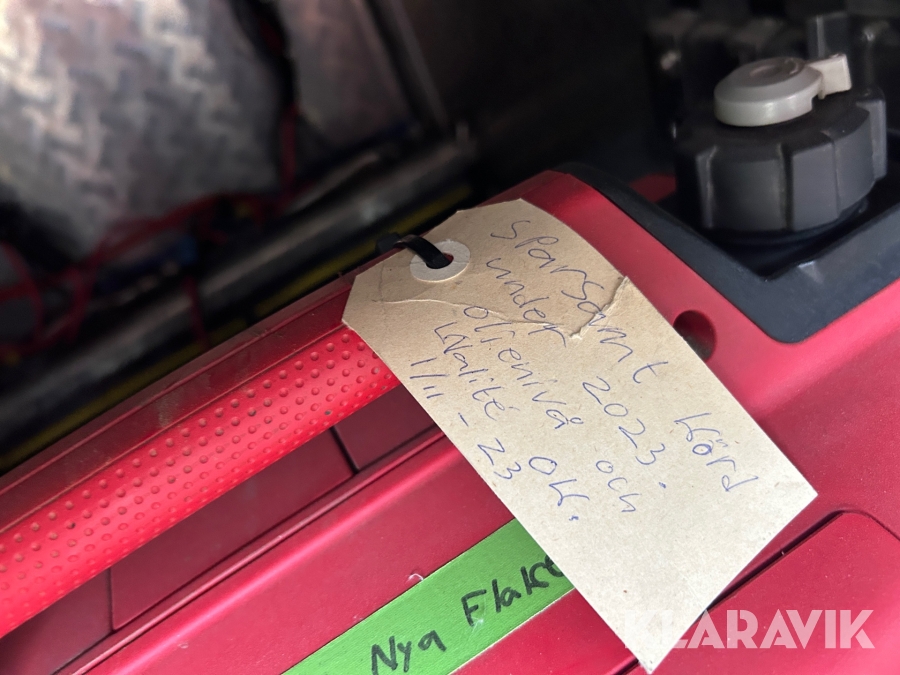 Sparsamt körd
under 2023.
oljenivå och
kvalité OK.
1/11-23
Nya Flakt
KLARAVIK